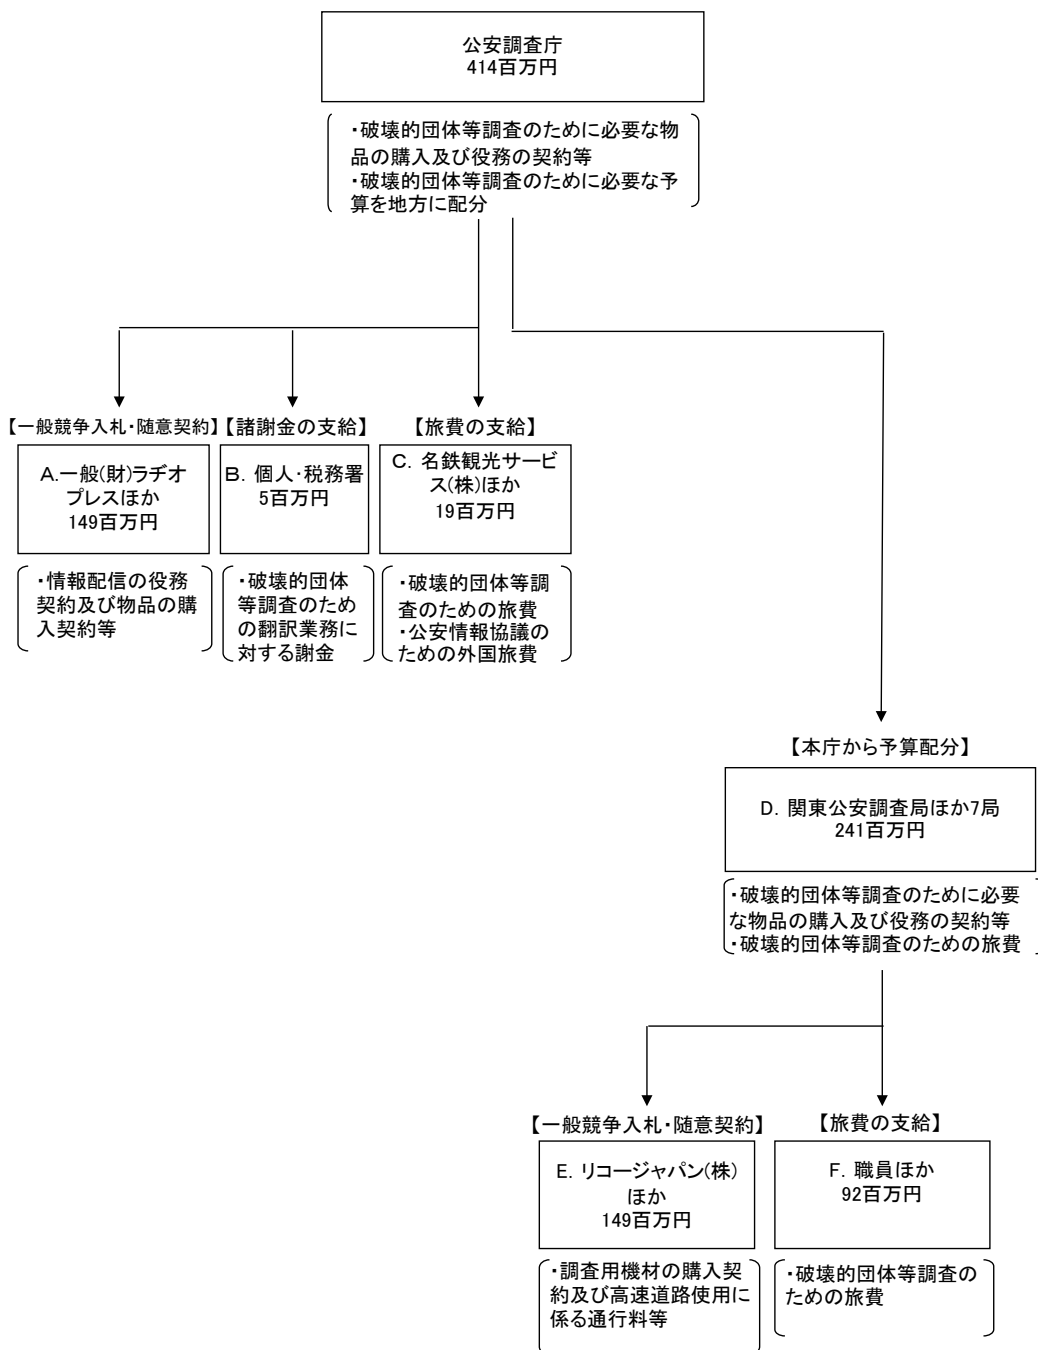 公安調査庁
414百万円
・破壊的団体等調査のために必要な物
品の購入及び役務の契約等
・破壊的団体等調査のために必要な予
算を地方に配分
【一般競争入札・随意契約】
A.一般(財)ラヂオ
プレスほか
149百万円
・情報配信の役務
契約及び物品の購
入契約等
【諸謝金の支給】
B. 個人・税務署
5百万円
・破壊的団体
等調査のため
の翻訳業務に
対する謝金
【旅費の支給】
C. 名鉄観光サービ
ス(株)ほか
19百万円
・破壊的団体等調
査のための旅費
・公安情報協議の
ための外国旅費
【本庁から予算配分】
D. 関東公安調査局ほか7局
241百万円
・破壊的団体等調査のために必要
な物品の購入及び役務の契約等
・破壊的団体等調査のための旅費
【一般競争入札・随意契約】
E. リコージャパン(株)
ほか
149百万円
・調査用機材の購入契
約及び高速道路使用に
係る通行料等
【旅費の支給】
F. 職員ほか
92百万円
・破壊的団体等調査の
ための旅費